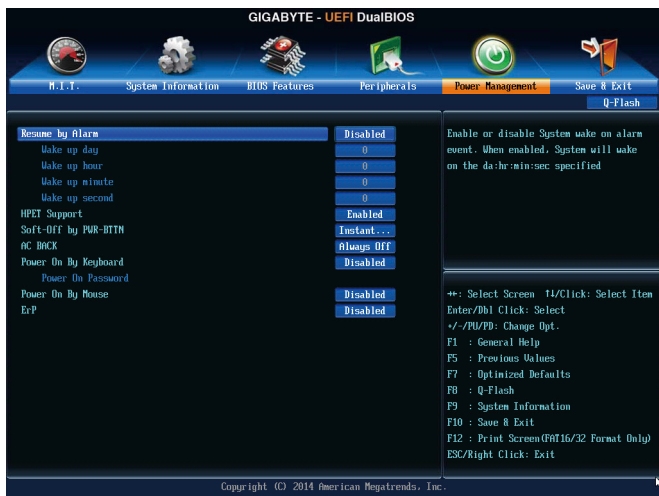 GIGABYTE - UEFI DualBIOS
M.I.T. System Information BIOS Features Peripherals Power Management Save & Exit
Q-Flash
Resume by Alarm Disabled
Wake up day 0
Wake up hour 0
Wake up minute 0
Wake up second 0
HPET Support Enabled
Soft-Off by PWR-BTTN Instant...
AC BACK Always Off
Power On By Keyboard Disabled
Power On Password
Power On By Mouse Disabled
ErP Disabled
Enable or disable System wake on alarm
event. When enabled, System will wake
on the da:hr:min:sec specified
→←: Select Screen ↑↓/Click: Select Item
Enter/Dbl Click: Select
+/-/PU/PD: Change Opt.
F1 : General Help
F5 : Previous Values
F7 : Optimized Defaults
F8 : Q-Flash
F9 : System Information
F10 : Save & Exit
F12 : Print Screen(FAT16/32 Format Only)
ESC/Right Click: Exit
Copyright (C) 2014 American Megatrends, Inc.